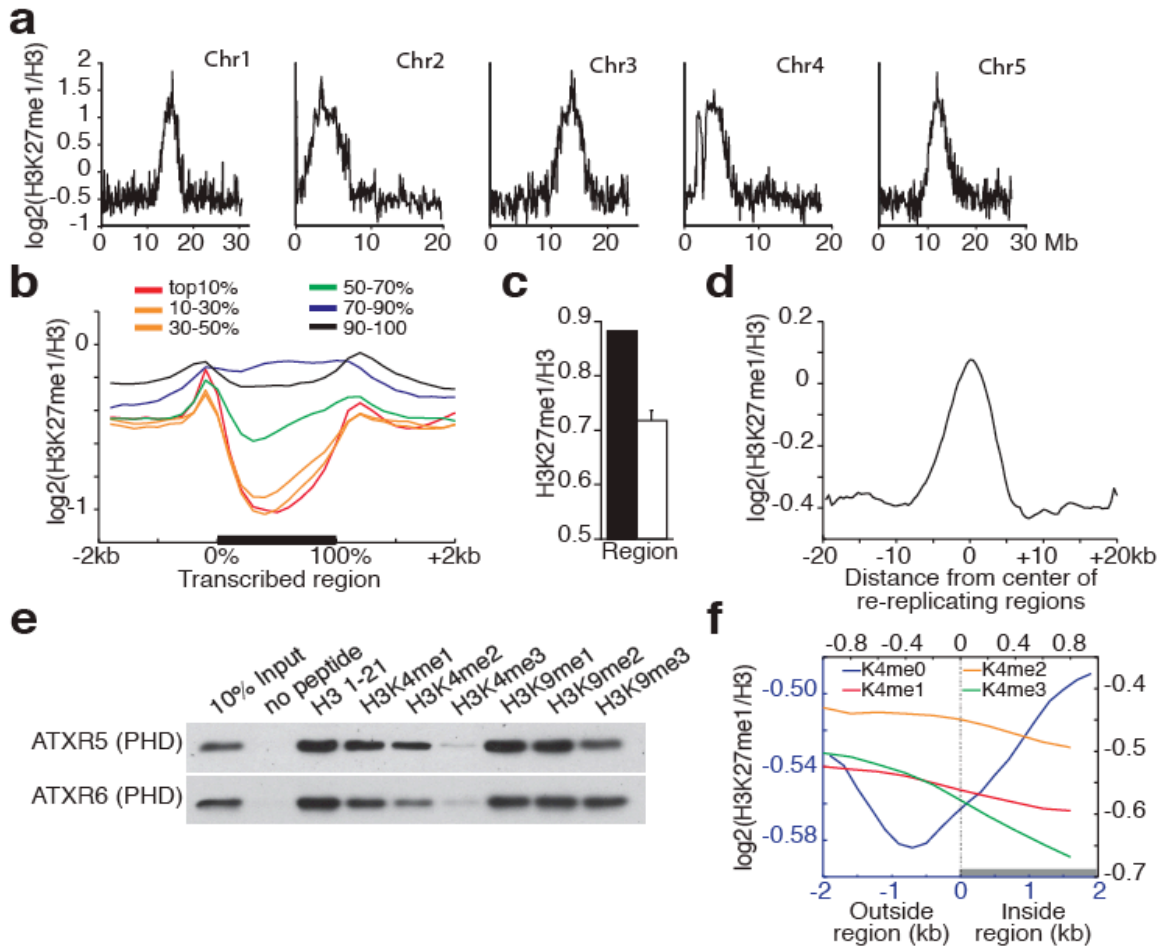 a
log2(H3K27me1/H3)
2
1.5
1
0.5
0
-0.5
-1
Chr1
Chr2
Chr3
Chr4
Chr5
0 10 20 30
0 10 20
0 10 20
0 10 20
0 10 20 30 Mb
b
top10%
10-30%
30-50%
50-70%
70-90%
90-100
log2(H3K27me1/H3)
0
-1
-2kb 0% 100% +2kb
Transcribed region
c
H3K27me1/H3
0.9
0.8
0.7
0.6
0.5
Region
d
log2(H3K27me1/H3)
0.2
0
-0.2
-0.4
-20 -10 0 +10 +20kb
Distance from center of
re-replicating regions
e
10% Input
no peptide
H3 1-21
H3K4me1
H3K4me2
H3K4me3
H3K9me1
H3K9me2
H3K9me3
ATXR5 (PHD)
ATXR6 (PHD)
f
-0.8 -0.4 0 0.4 0.8
K4me0
K4me1
K4me2
K4me3
log2(H3K27me1/H3)
-0.50
-0.54
-0.58
-0.4
-0.5
-0.6
-0.7
-2 -1 0 1 2
Outside
region (kb)
Inside
region (kb)